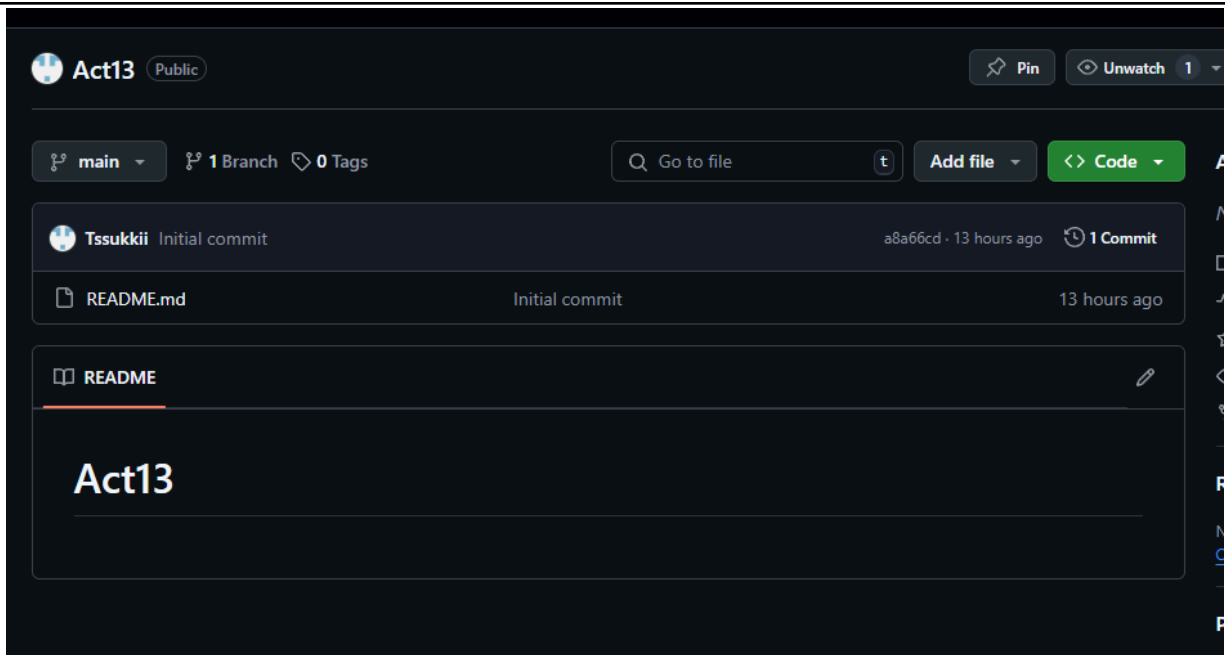 Act13 Public Pin Unwatch 1
main 1 Branch 0 Tags Go to file t Add file Code
Tssukkii Initial commit a8a66cd · 13 hours ago 1 Commit
README.md Initial commit 13 hours ago
README
Act13